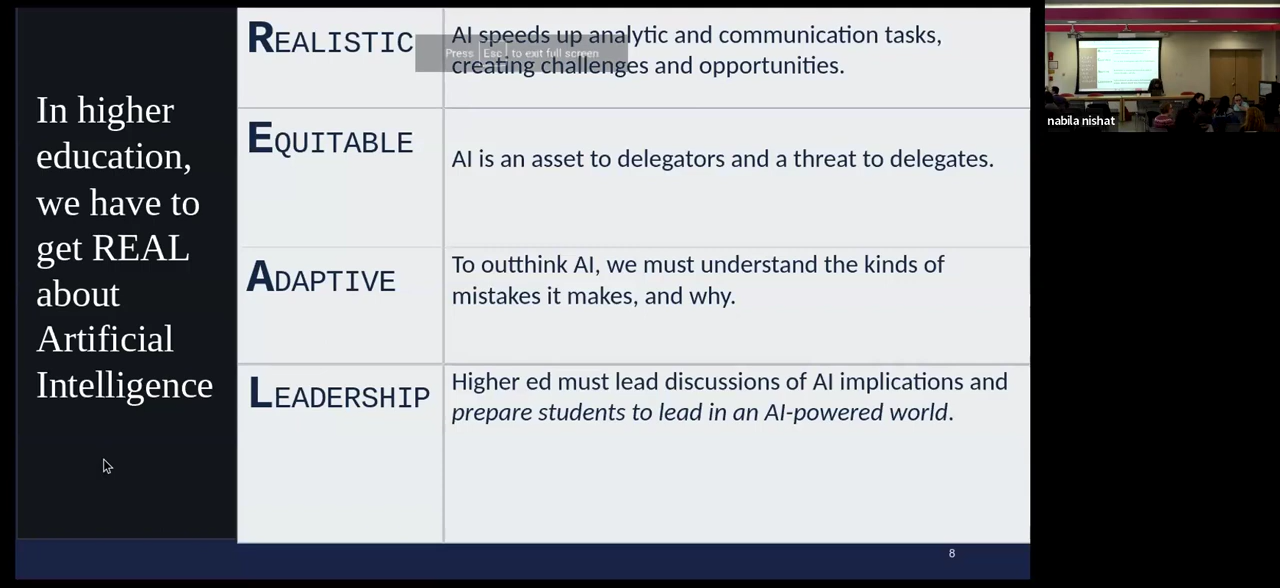 In higher
education,
we have to
get REAL
about
Artificial
Intelligence
REALISTIC
AI speeds up analytic and communication tasks,
creating challenges and opportunities.
Press Esc to exit full screen
EQUITABLE
AI is an asset to delegators and a threat to delegates.
ADAPTIVE
To outthink AI, we must understand the kinds of
mistakes it makes, and why.
LEADERSHIP
Higher ed must lead discussions of AI implications and
prepare students to lead in an AI-powered world.
8
nabila nishat